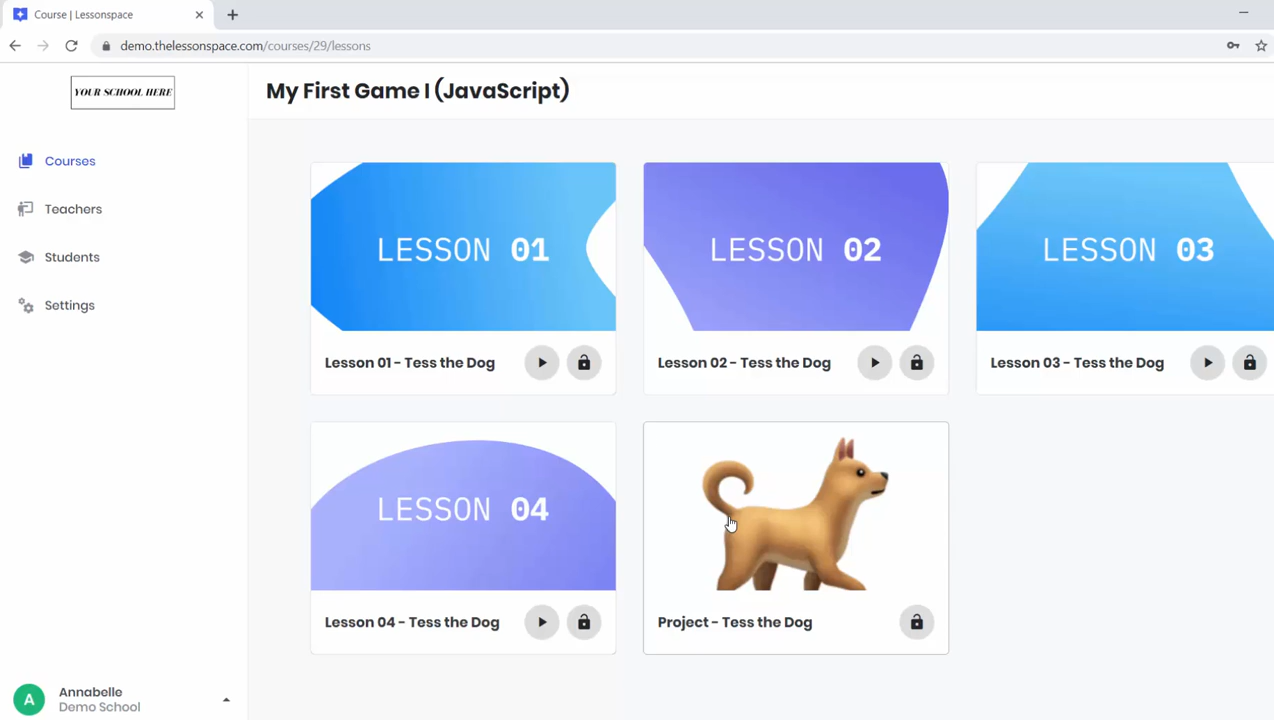 Course | Lessonspace
demo.thelessonspace.com/courses/29/lessons
YOUR SCHOOL HERE
My First Game I (JavaScript)
Courses
Teachers
Students
Settings
LESSON 01
LESSON 02
LESSON 03
Lesson 01 - Tess the Dog
Lesson 02 - Tess the Dog
Lesson 03 - Tess the Dog
LESSON 04
Lesson 04 - Tess the Dog
Project - Tess the Dog
A
Annabelle
Demo School